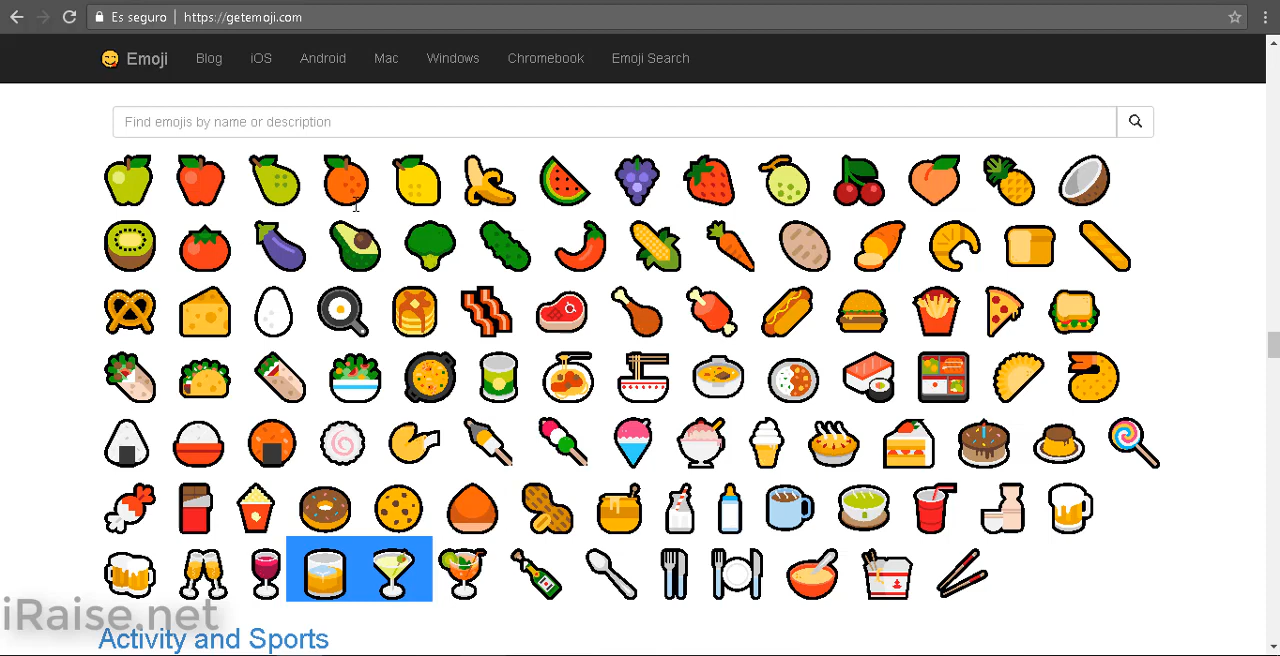 Es seguro | https://getemoji.com
Emoji Blog iOS Android Mac Windows Chromebook Emoji Search
Find emojis by name or description
iRaise.net
Activity and Sports